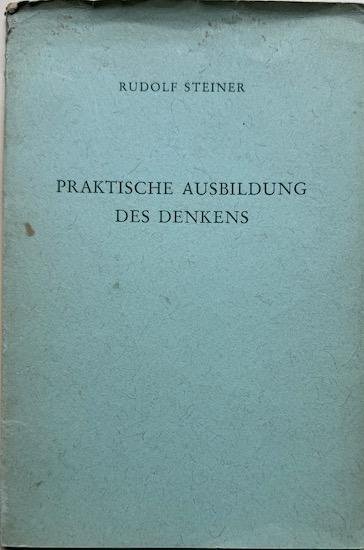 RUDOLF STEINER
PRAKTISCHE AUSBILDUNG
DES DENKENS